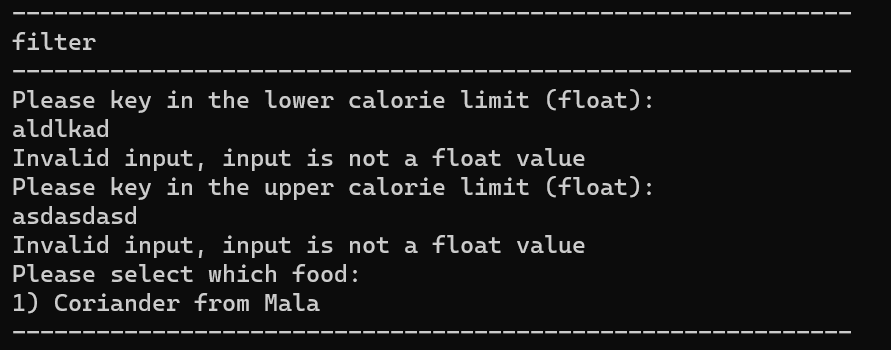 ------------------------------------------------------------
filter
------------------------------------------------------------
Please key in the lower calorie limit (float):
aldlkad
Invalid input, input is not a float value
Please key in the upper calorie limit (float):
asdasdasd
Invalid input, input is not a float value
Please select which food:
1) Coriander from Mala
------------------------------------------------------------